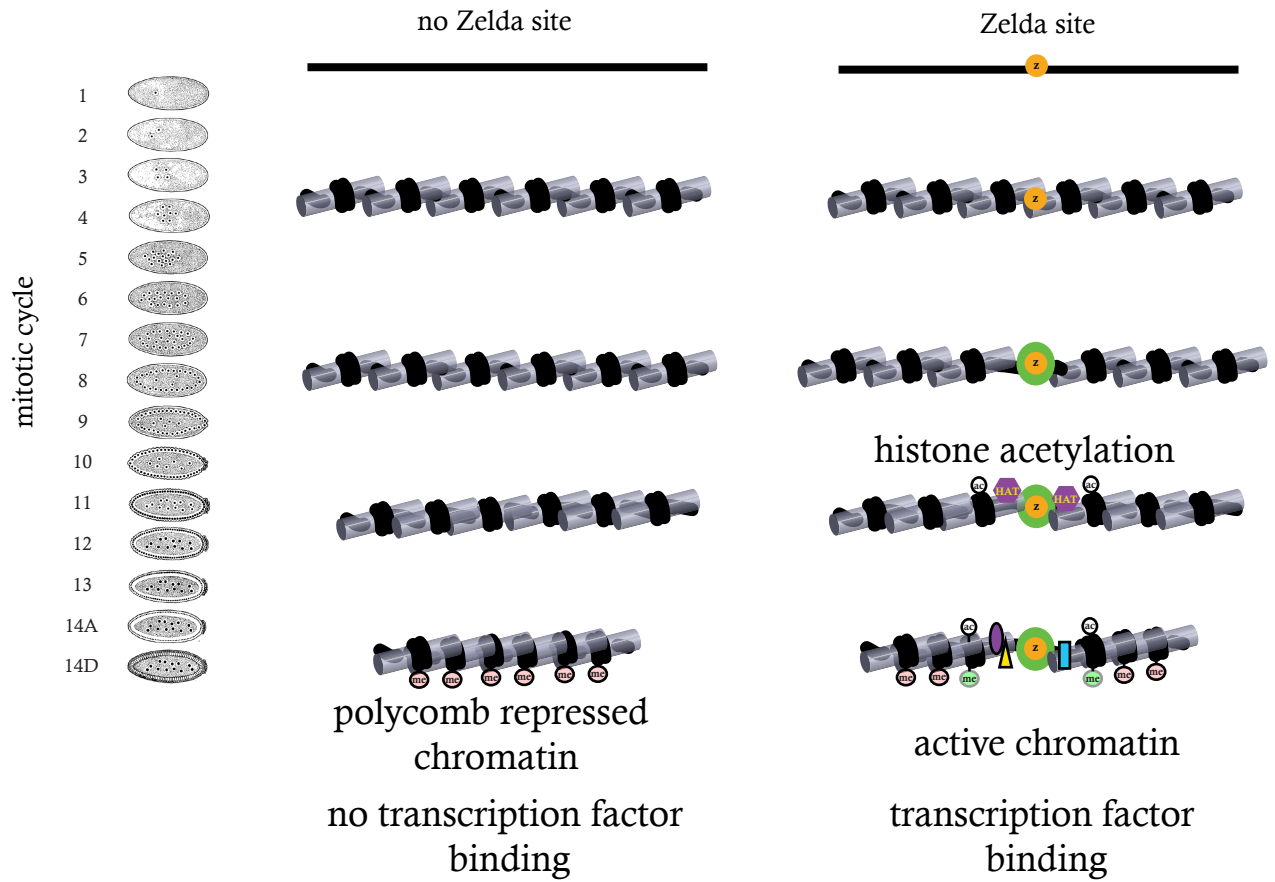 no Zelda site
Zelda site
z
mitotic cycle
1
2
3
4
5
6
7
8
9
10
11
12
13
14A
14D
z
z
histone acetylation
ac
HAT
z
HAT
ac
me
me
me
me
me
me
polycomb repressed
chromatin
no transcription factor
binding
ac
z
ac
me
me
me
me
me
me
active chromatin
transcription factor
binding